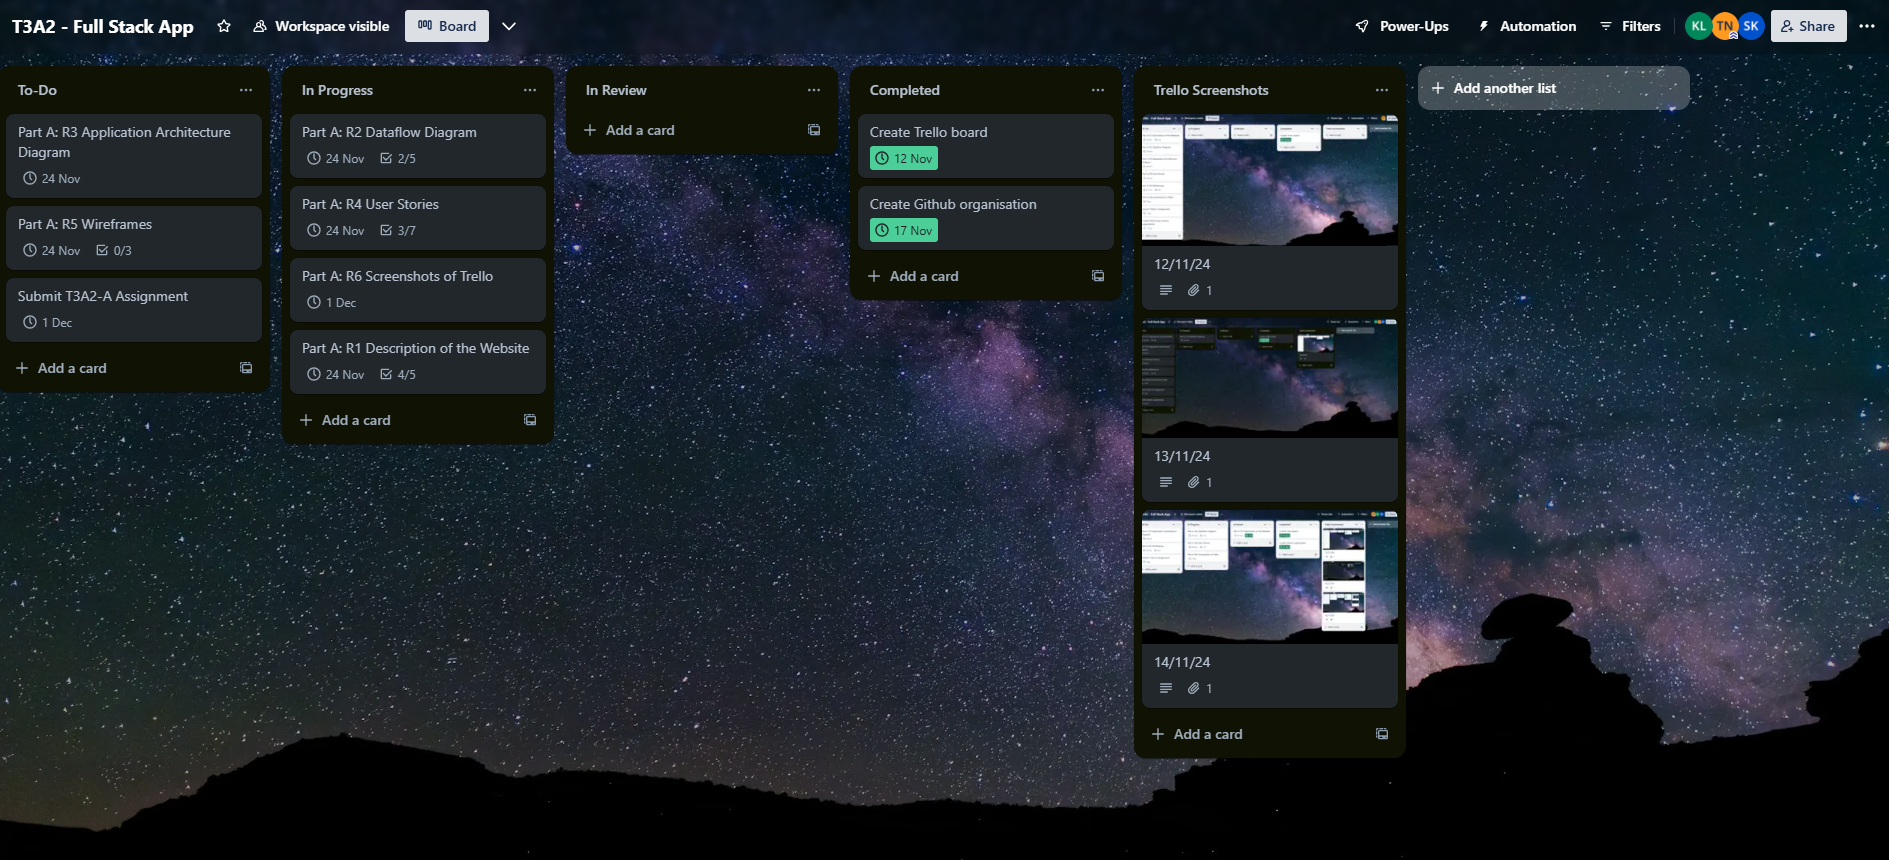 T3A2 - Full Stack App
Workspace visible
Board
Power-Ups
Automation
Filters
KL
TN
SK
Share
To-Do
Part A: R3 Application Architecture
Diagram
24 Nov
Part A: R5 Wireframes
24 Nov 0/3
Submit T3A2-A Assignment
1 Dec
Add a card
In Progress
Part A: R2 Dataflow Diagram
24 Nov 2/5
Part A: R4 User Stories
24 Nov 3/7
Part A: R6 Screenshots of Trello
1 Dec
Part A: R1 Description of the Website
24 Nov 4/5
Add a card
In Review
Add a card
Completed
Create Trello board
12 Nov
Create Github organisation
17 Nov
Add a card
Trello Screenshots
12/11/24
1
13/11/24
1
14/11/24
1
Add a card
Add another list